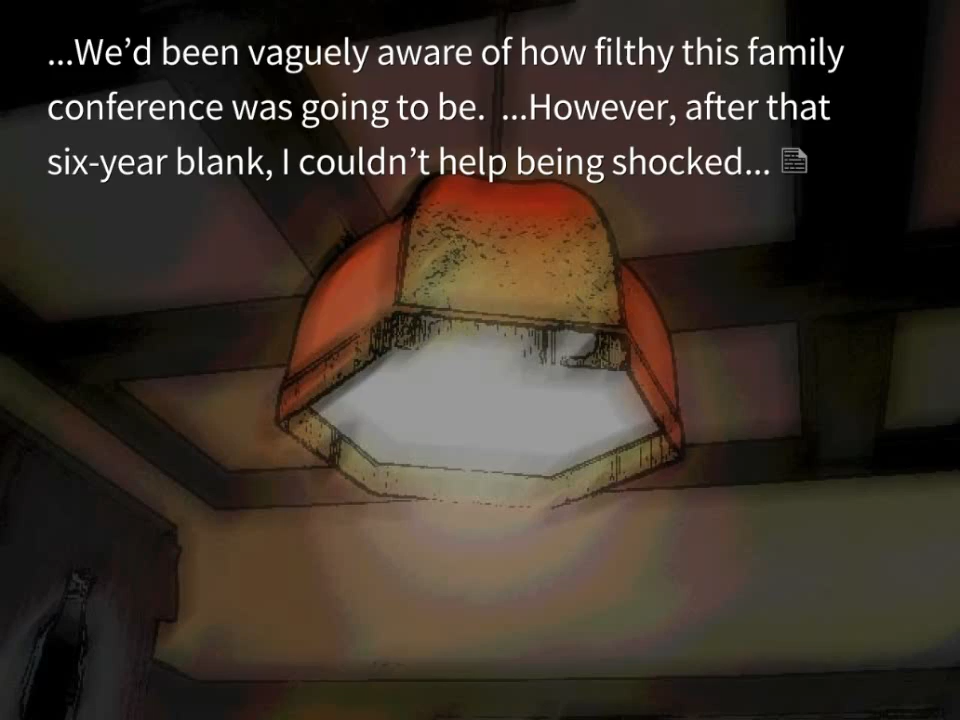 ...We’d been vaguely aware of how filthy this family
conference was going to be.  ...However, after that
six-year blank, I couldn’t help being shocked...